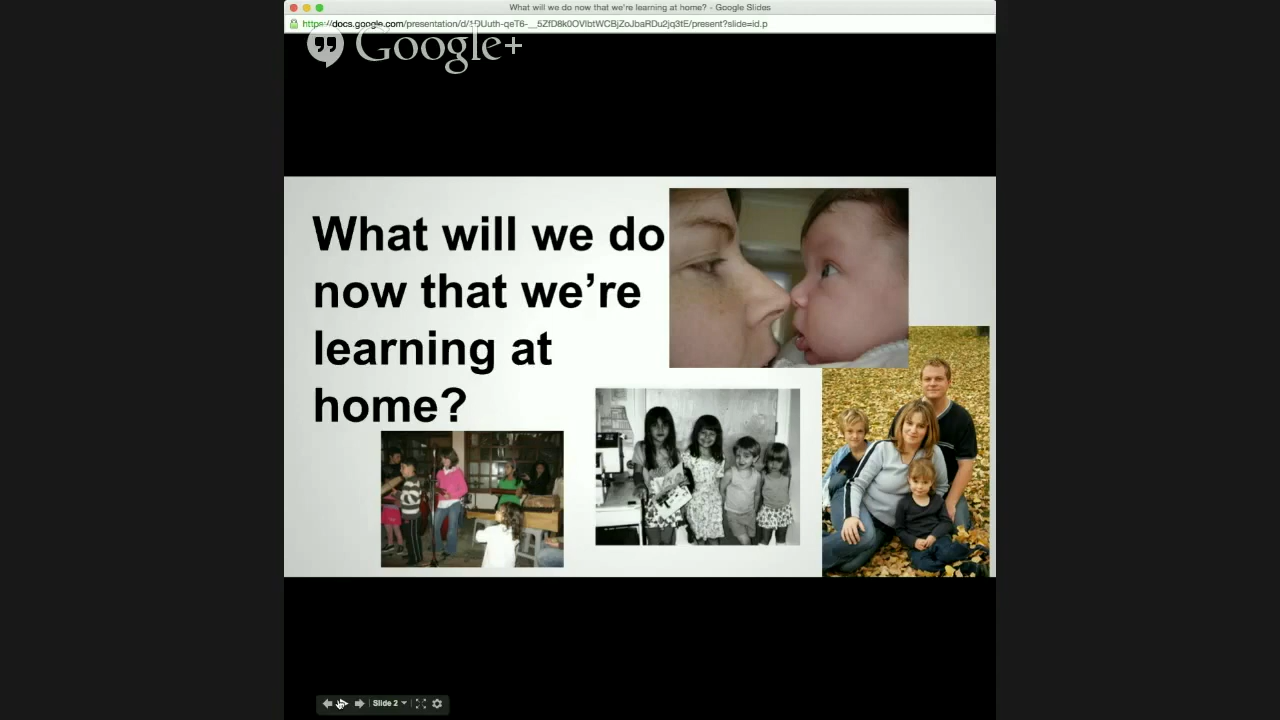 What will we do now that we're learning at home? - Google Slides
Google+
What will we do
now that we’re
learning at
home?
Slide 2